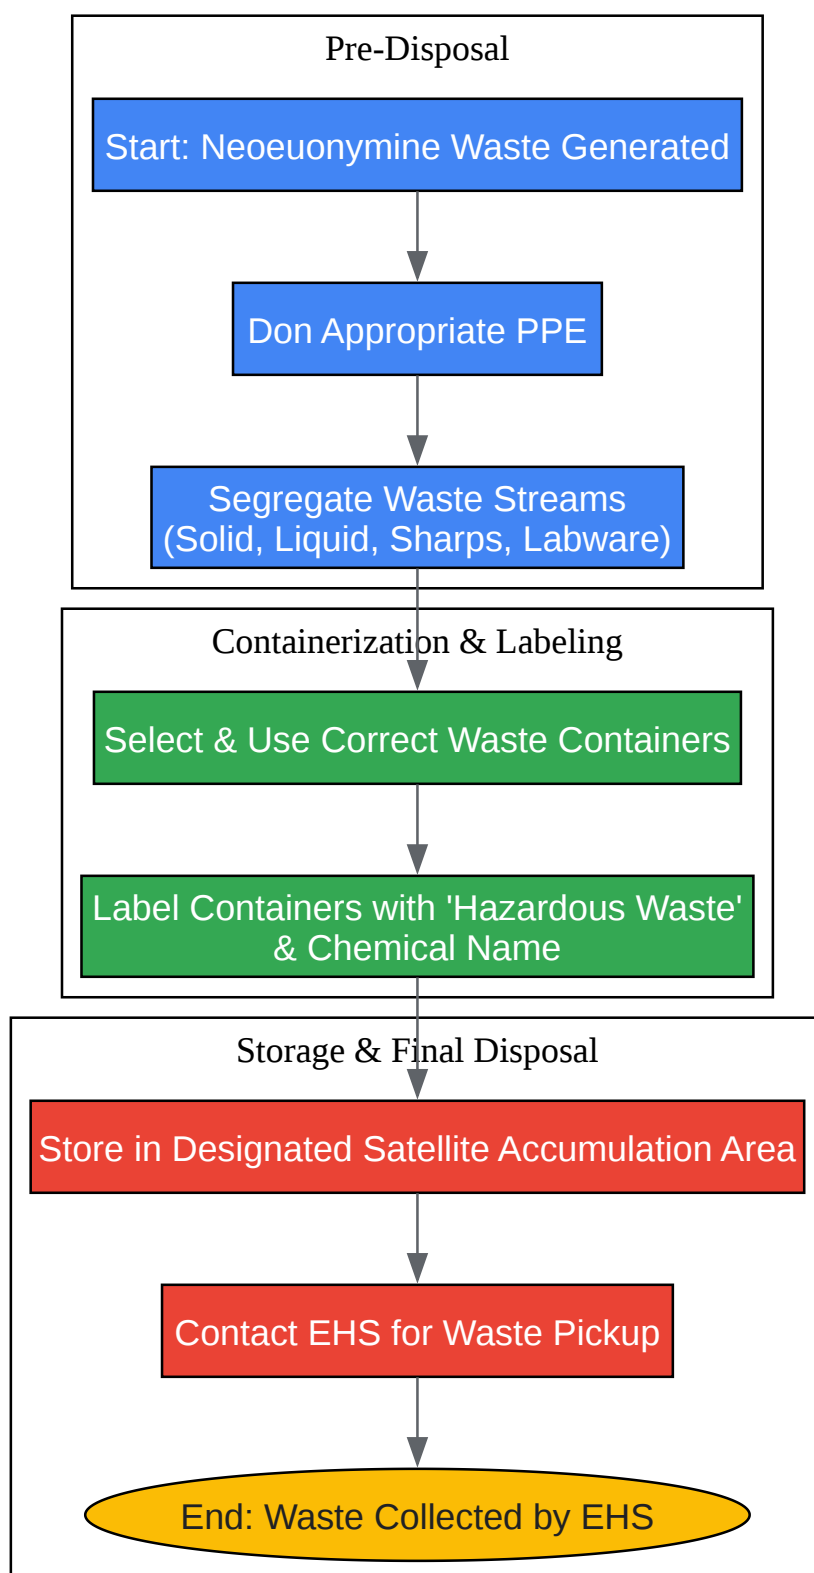 Pre-Disposal
Start: Neoeuonymine Waste Generated
Don Appropriate PPE
Segregate Waste Streams
(Solid, Liquid, Sharps, Labware)
Containerization & Labeling
Select & Use Correct Waste Containers
Label Containers with 'Hazardous Waste'
& Chemical Name
Storage & Final Disposal
Store in Designated Satellite Accumulation Area
Contact EHS for Waste Pickup
End: Waste Collected by EHS